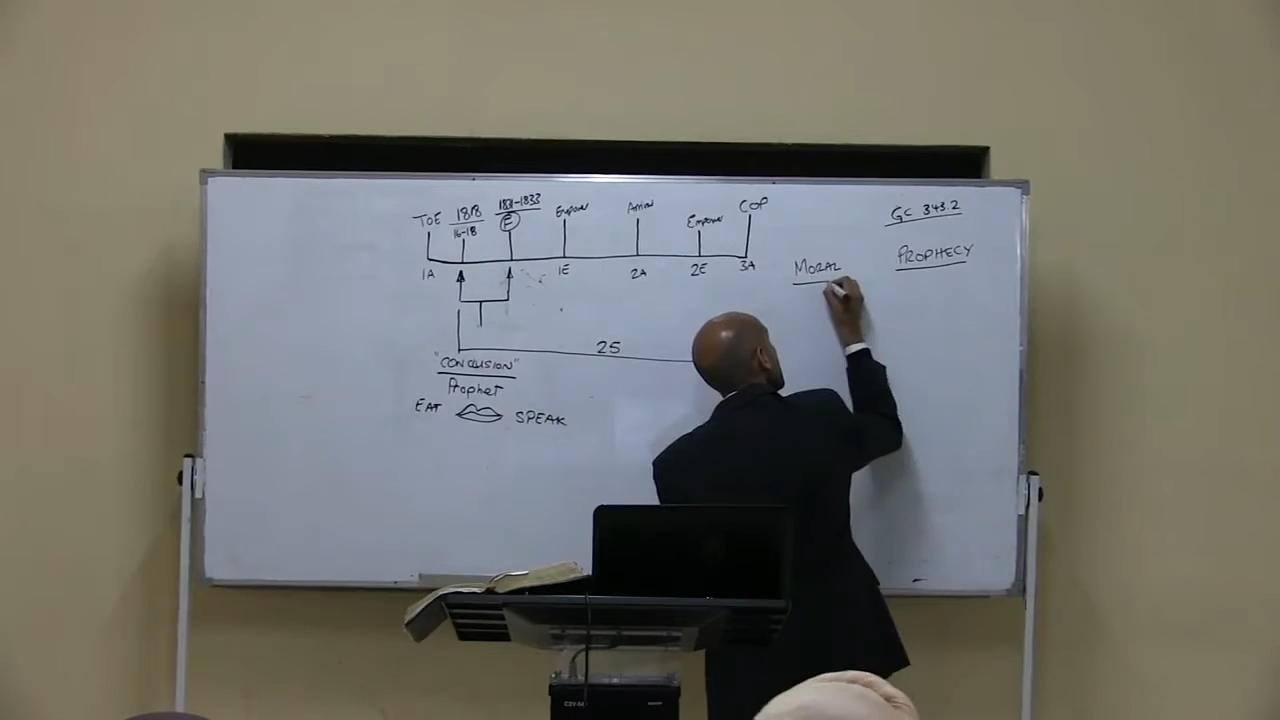 TOE 1818 1831-1833 Empower Arrival Empower COP
16-18 F
1A 1E 2A 2E 3A
GC 343.2
PROPHECY
MORAL
25
"CONCLUSION"
Prophet
EAT SPEAK